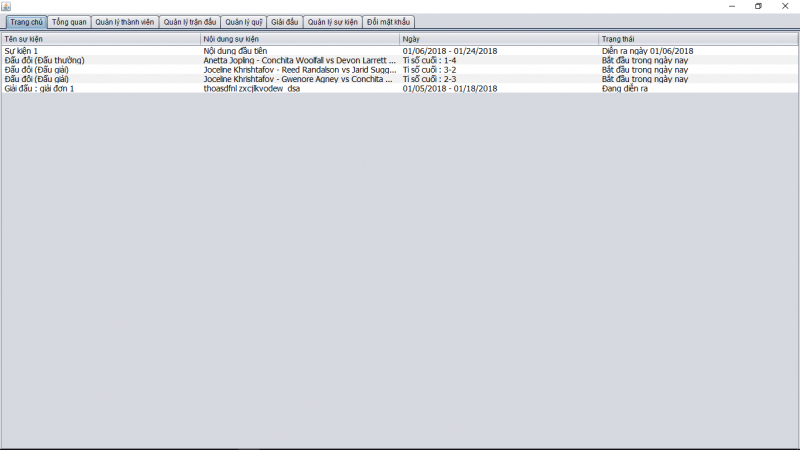 Trang chủ Tổng quan Quản lý thành viên Quản lý trận đấu Quản lý quỹ Giải đấu Quản lý sự kiện Đổi mật khẩu
Tên sự kiện Nội dung sự kiện Ngày Trạng thái
Sự kiện 1 Nội dung đầu tiên 01/06/2018 - 01/24/2018 Diễn ra ngày 01/06/2018
Đấu đôi (Đấu thường) Anetta Jopling - Conchita Woolfall vs Devon Larrett ... Tỉ số cuối : 1-4 Bắt đầu trong ngày nay
Đấu đôi (Đấu giải) Joceline Khrishtafov - Reed Randalson vs Jarid Sugg... Tỉ số cuối : 3-2 Bắt đầu trong ngày nay
Đấu đôi (Đấu giải) Joceline Khrishtafov - Gwenore Agney vs Conchita ... Tỉ số cuối : 2-3 Bắt đầu trong ngày nay
Giải đấu : giải đơn 1 thoasdfnl zxcjlkvodew dsa 01/05/2018 - 01/18/2018 Đang diễn ra